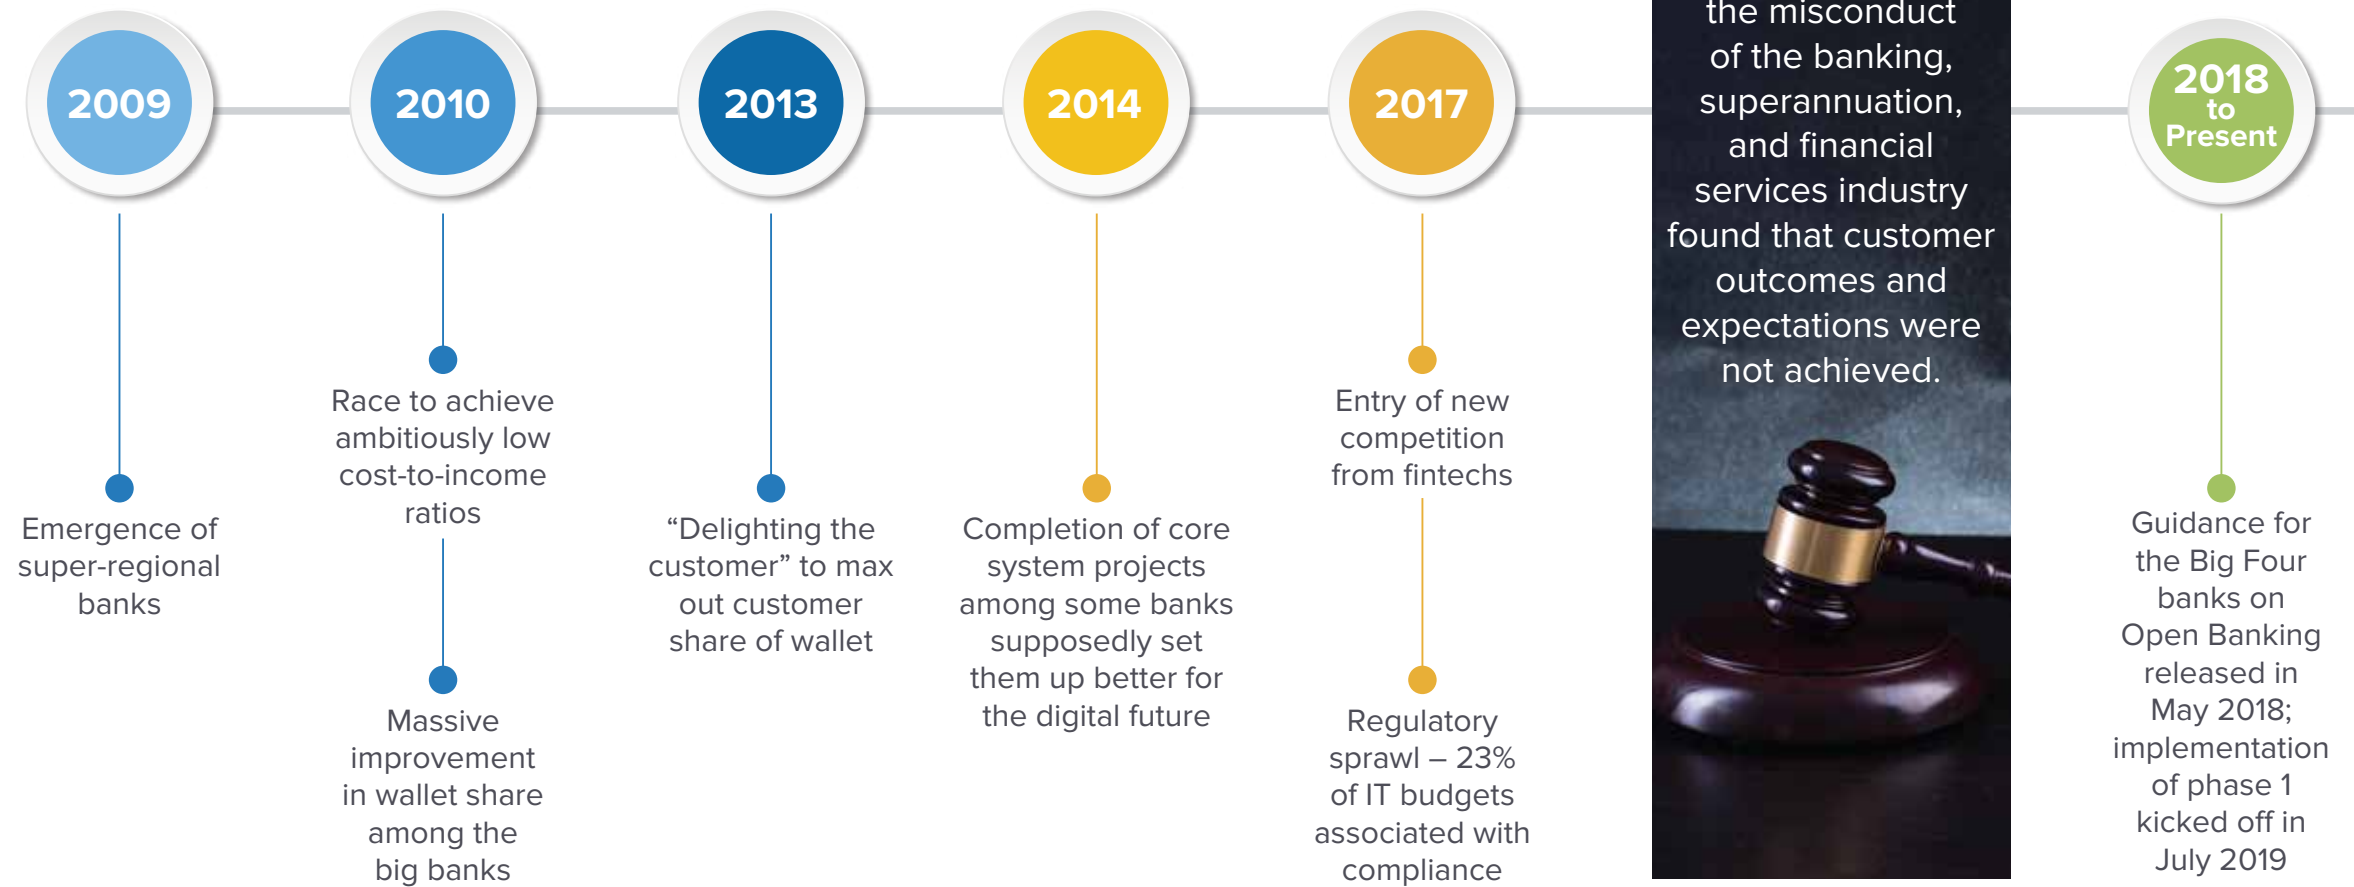 2009
Emergence of
super-regional
banks
2010
Race to achieve
ambitiously low
cost-to-income
ratios
Massive
improvement
in wallet share
among the
big banks
2013
“Delighting the
customer” to max
out customer
share of wallet
2014
Completion of core
system projects
among some banks
supposedly set
them up better for
the digital future
2017
Entry of new
competition
from fintechs
Regulatory
sprawl – 23%
of IT budgets
associated with
compliance
the misconduct
of the banking,
superannuation,
and financial
services industry
found that customer
outcomes and
expectations were
not achieved.
2018
to
Present
Guidance for
the Big Four
banks on
Open Banking
released in
May 2018;
implementation
of phase 1
kicked off in
July 2019